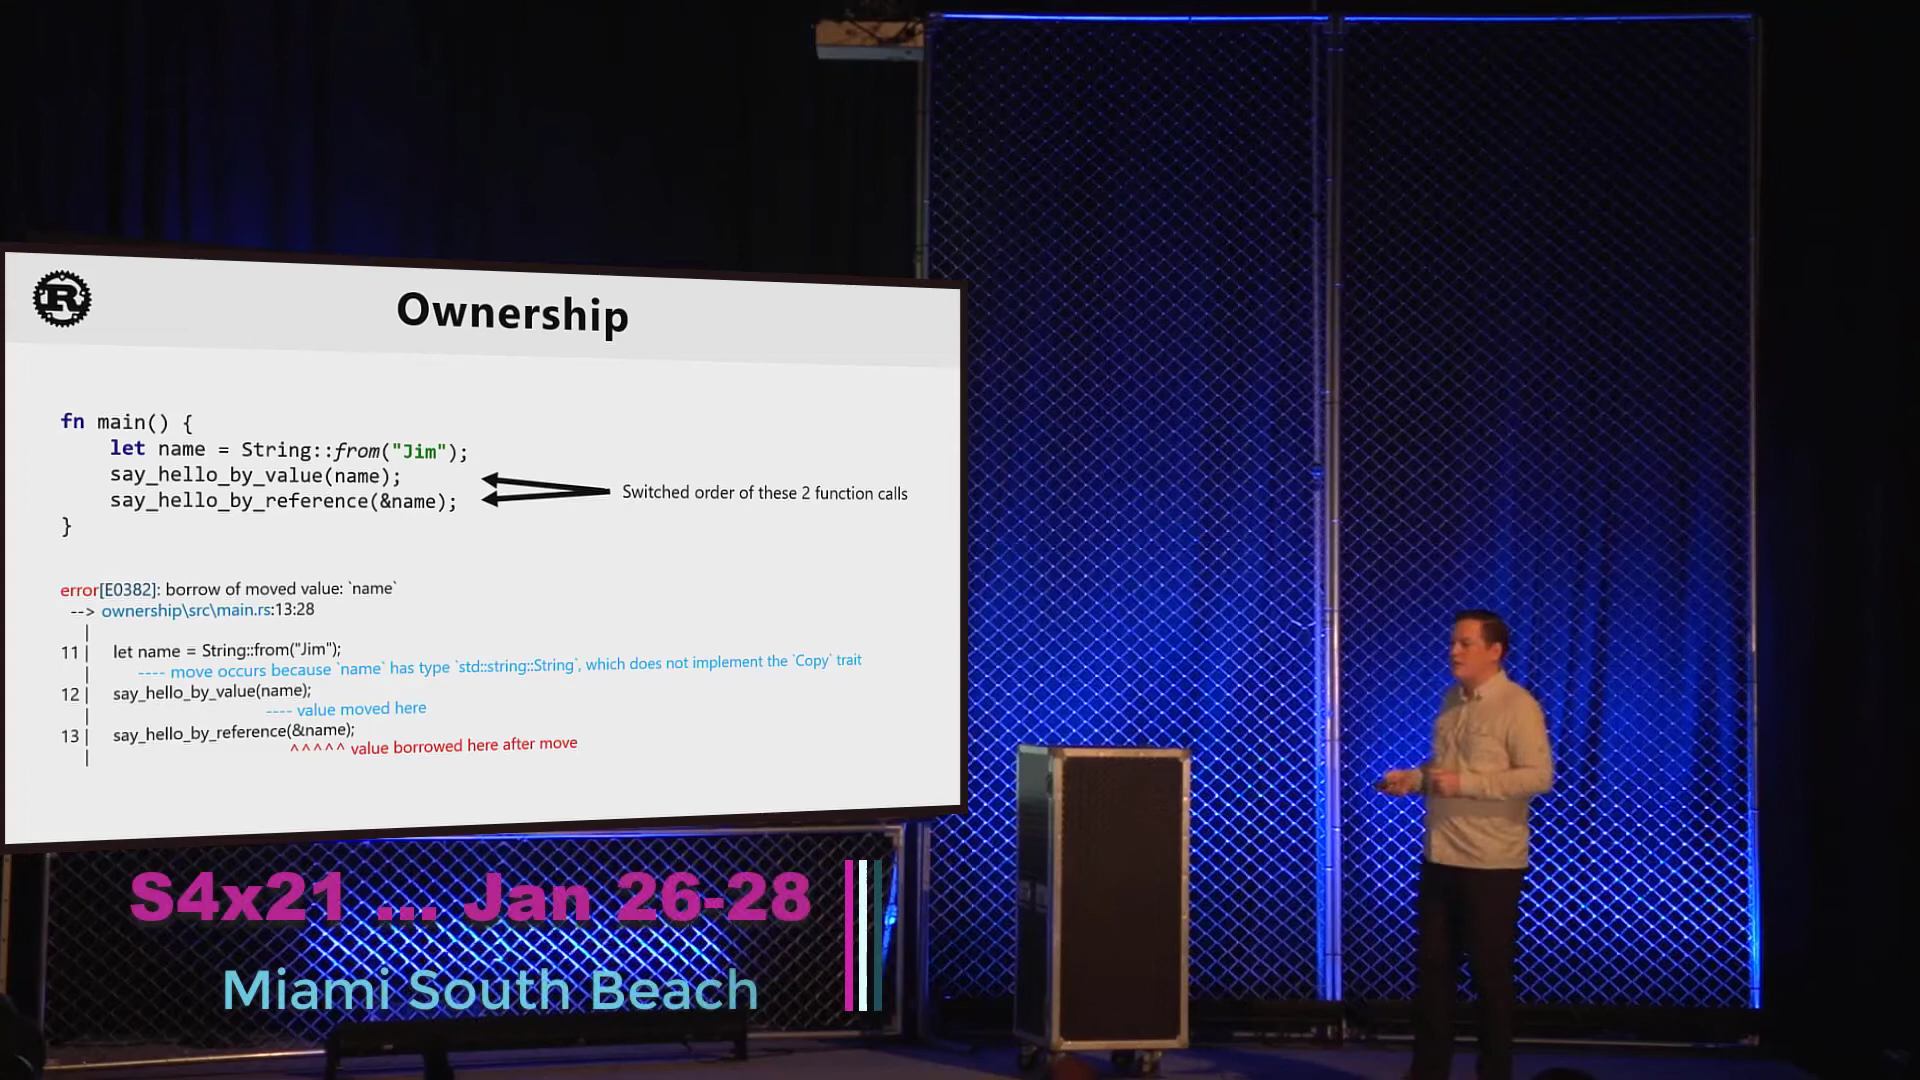 Ownership
fn main() {
let name = String::from("Jim");
say_hello_by_value(name);
say_hello_by_reference(&name);
}
Switched order of these 2 function calls
error[E0382]: borrow of moved value: `name`
--> ownership\src\main.rs:13:28
|
11 | let name = String::from("Jim");
| ---- move occurs because `name` has type `std::string::String`, which does not implement the `Copy` trait
12 | say_hello_by_value(name);
| ---- value moved here
13 | say_hello_by_reference(&name);
| ^^^^^ value borrowed here after move
S4x21 ... Jan 26-28
Miami South Beach